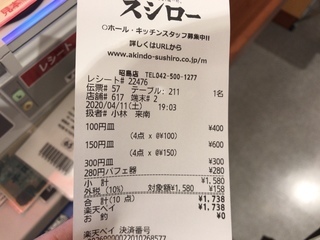 スシロー
○ホール・キッチンスタッフ募集中!!
詳しくはURLから
www.akindo-sushiro.co.jp/m
昭島店 TEL042-500-1277
レシート# 22476
伝票# 57 テーブル: 211 1名
店舗# 617 端末# 2
2020/04/11(土) 19:03
扱者# 小林 来南
100円皿 ¥400
(4点 x @¥100)
150円皿 ¥600
(4点 x @¥150)
300円皿 ¥300
280円パフェ器 ¥280
小 計 ¥1,580
外税(10%) 対象額¥1,580 ¥158
合 計(10 点) ¥1,738
楽天ペイ ¥1,738
お 釣 ¥0
楽天ペイ 決済番号
レシート